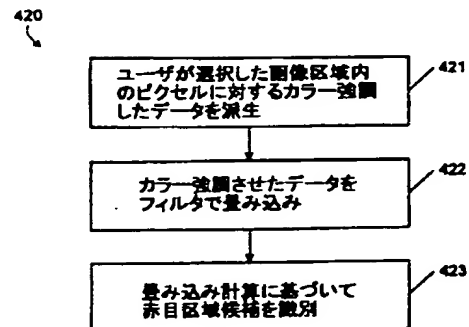 420
ユーザが選択した画像区域内
のピクセルに対するカラー強調
したデータを派生
421
カラー強調させたデータを
フィルタで畳み込み
422
畳み込み計算に基づいて
赤目区域候補を識別
423